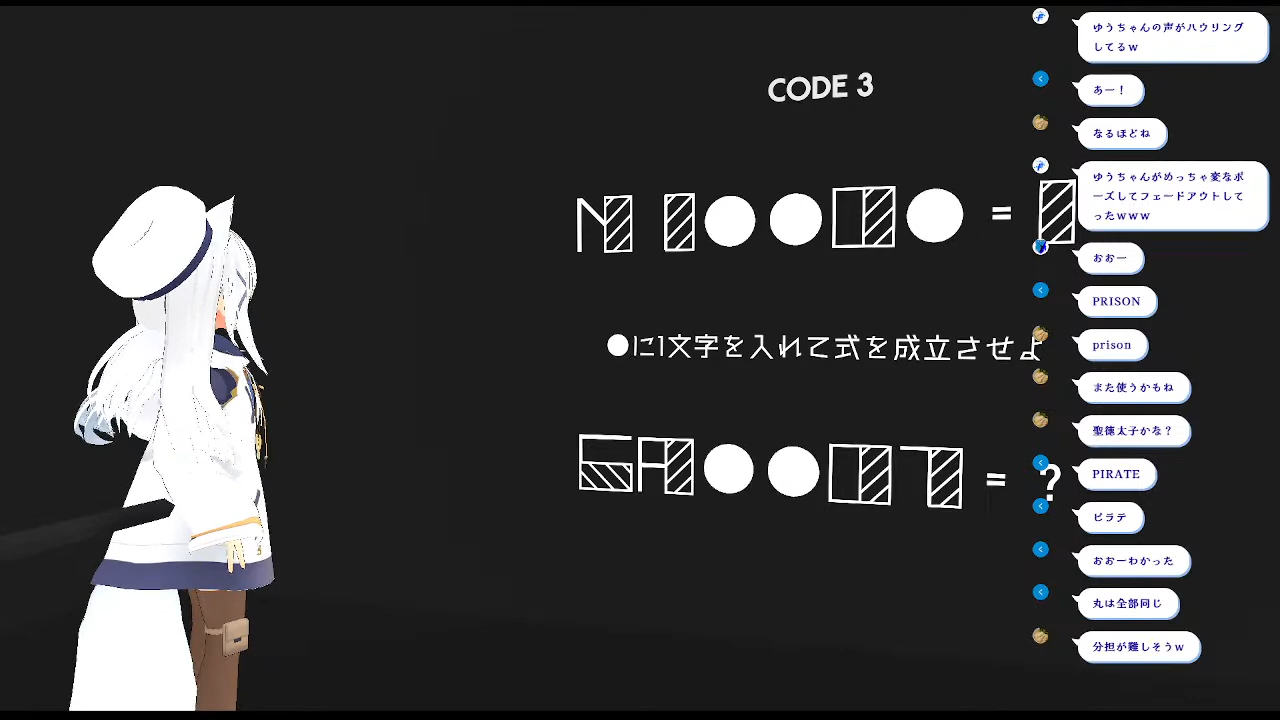 CODE 3
●に1文字を入れて式を成立させよ
= ?
ゆうちゃんの声がハウリング
してるw
あー！
なるほどね
ゆうちゃんがめっちゃ変なポ
ーズしてフェードアウトして
ったwww
おおー
PRISON
prison
また使うかもね
聖徳太子かな？
PIRATE
ピラテ
おおーわかった
丸は全部同じ
分担が難しそうw